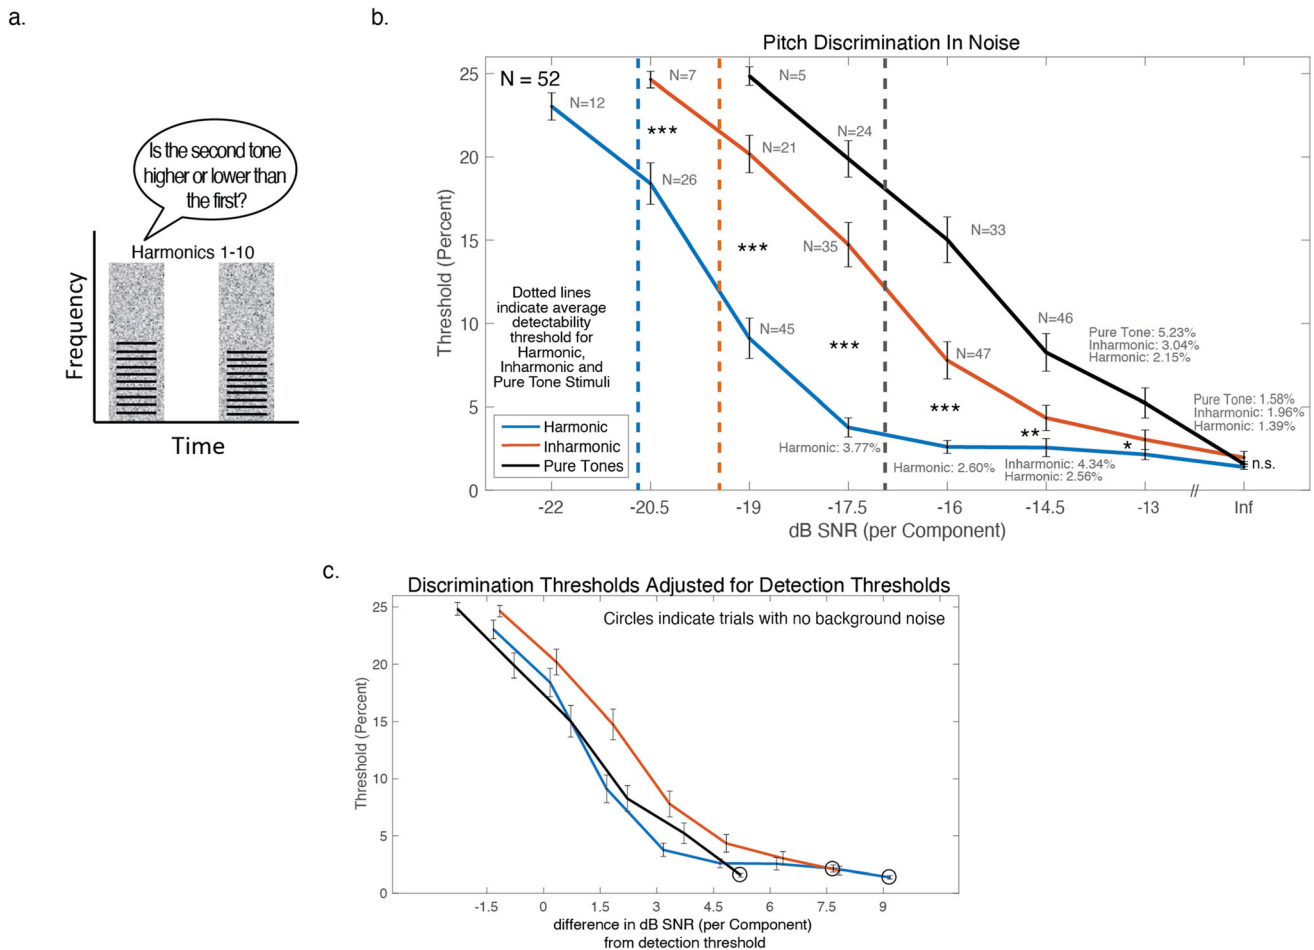 a.
Is the second tone
higher or lower than
the first?
Harmonics 1-10
Frequency
Time
b.
Pitch Discrimination In Noise
N = 52
N=12
N=7
N=5
***
N=24
N=26
N=21
***
N=35
N=33
Dotted lines
indicate average
detectability
threshold for
Harmonic,
Inharmonic and
Pure Tone Stimuli
N=45
***
N=47
N=46
Pure Tone: 5.23%
Inharmonic: 3.04%
Harmonic: 2.15%
Pure Tone: 1.58%
Inharmonic: 1.96%
Harmonic: 1.39%
***
**
*
n.s.
Harmonic
Inharmonic
Pure Tones
Harmonic: 3.77%
Harmonic: 2.60%
Inharmonic: 4.34%
Harmonic: 2.56%
Threshold (Percent)
25
20
15
10
5
0
-22 -20.5 -19 -17.5 -16 -14.5 -13 // Inf
dB SNR (per Component)
c.
Discrimination Thresholds Adjusted for Detection Thresholds
Circles indicate trials with no background noise
Threshold (Percent)
25
20
15
10
5
0
-1.5 0 1.5 3 4.5 6 7.5 9
difference in dB SNR (per Component)
from detection threshold